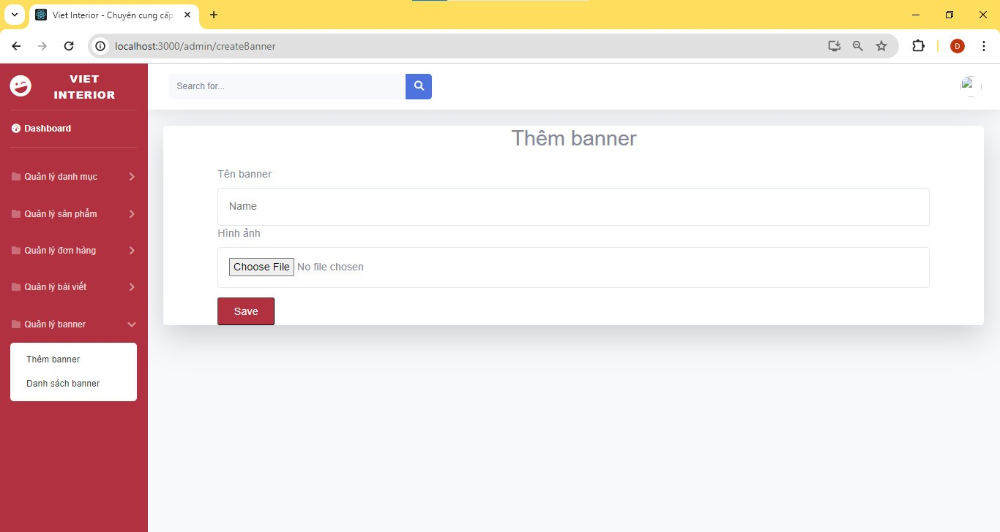 Viet Interior - Chuyên cung cấp
localhost:3000/admin/createBanner
D
VIET
INTERIOR
Search for...
Dashboard
Quản lý danh mục
Quản lý sản phẩm
Quản lý đơn hàng
Quản lý bài viết
Quản lý banner
Thêm banner
Danh sách banner
Thêm banner
Tên banner
Name
Hình ảnh
Choose File No file chosen
Save